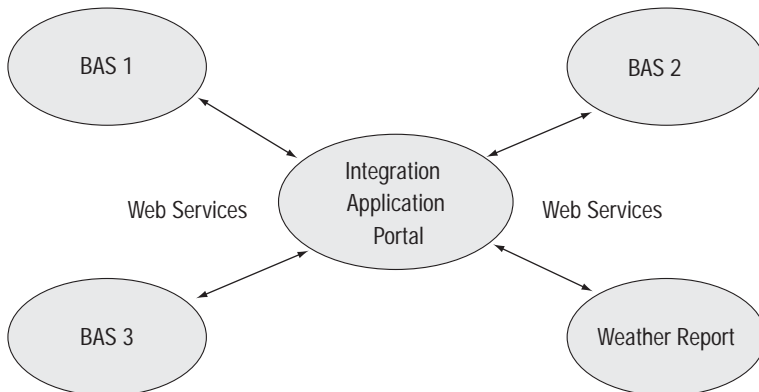 BAS 1
BAS 2
Integration
Application
Portal
Web Services
Web Services
BAS 3
Weather Report